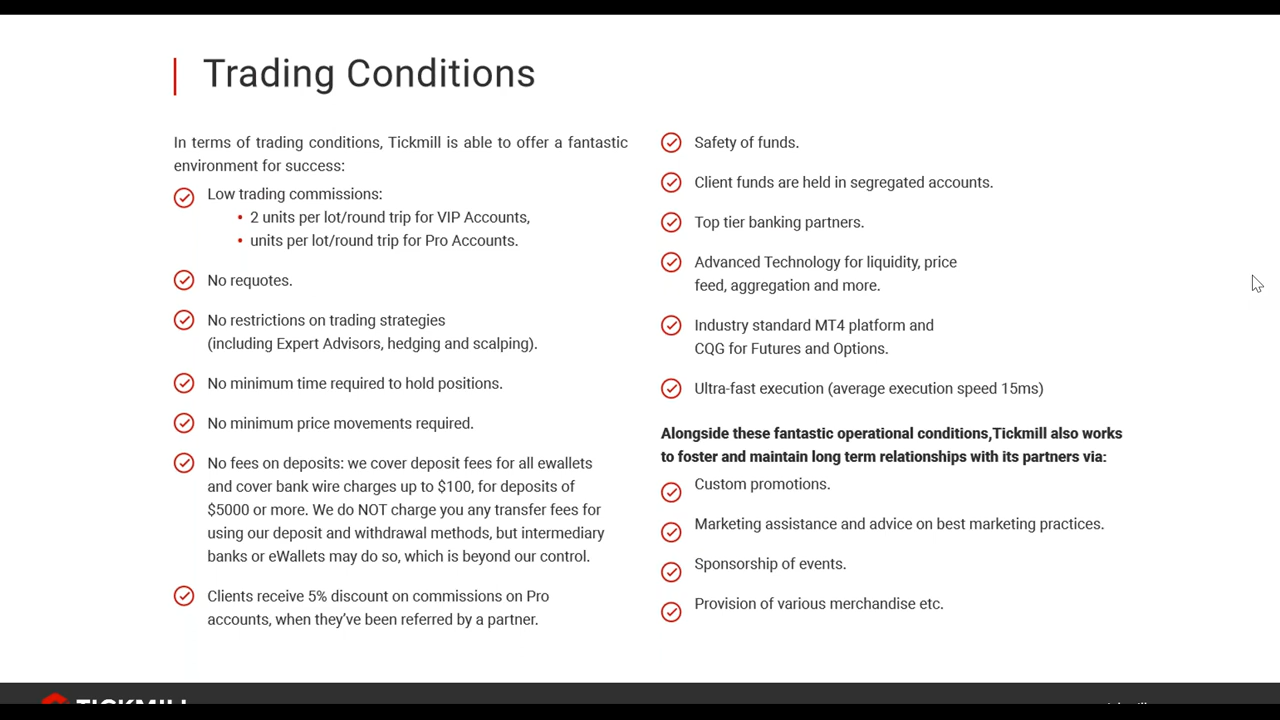 Trading Conditions
In terms of trading conditions, Tickmill is able to offer a fantastic
environment for success:
Low trading commissions:
• 2 units per lot/round trip for VIP Accounts,
• units per lot/round trip for Pro Accounts.
No requotes.
No restrictions on trading strategies
(including Expert Advisors, hedging and scalping).
No minimum time required to hold positions.
No minimum price movements required.
No fees on deposits: we cover deposit fees for all ewallets
and cover bank wire charges up to $100, for deposits of
$5000 or more. We do NOT charge you any transfer fees for
using our deposit and withdrawal methods, but intermediary
banks or eWallets may do so, which is beyond our control.
Clients receive 5% discount on commissions on Pro
accounts, when they’ve been referred by a partner.
Safety of funds.
Client funds are held in segregated accounts.
Top tier banking partners.
Advanced Technology for liquidity, price
feed, aggregation and more.
Industry standard MT4 platform and
CQG for Futures and Options.
Ultra-fast execution (average execution speed 15ms)
Alongside these fantastic operational conditions,Tickmill also works
to foster and maintain long term relationships with its partners via:
Custom promotions.
Marketing assistance and advice on best marketing practices.
Sponsorship of events.
Provision of various merchandise etc.
TICKMILL